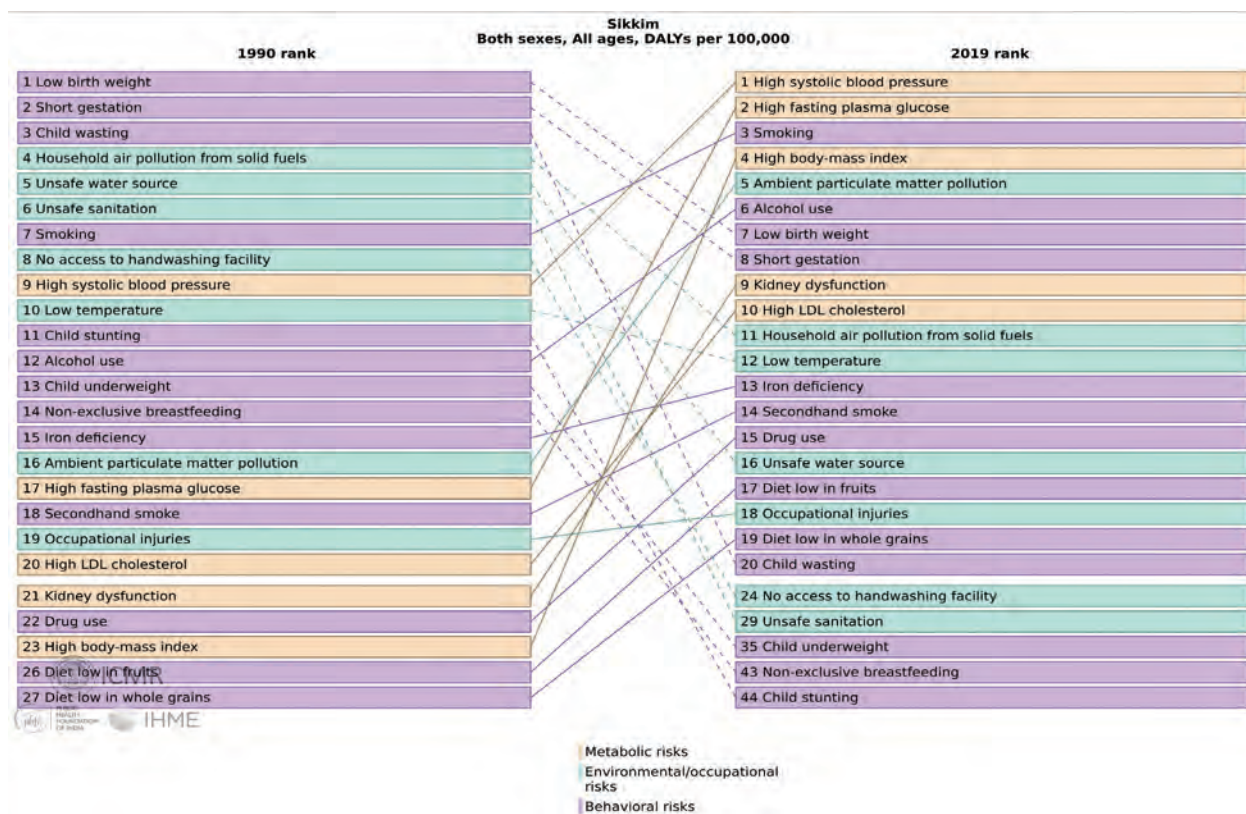 Sikkim
Both sexes, All ages, DALYs per 100,000
1990 rank
1 Low birth weight
2 Short gestation
3 Child wasting
4 Household air pollution from solid fuels
5 Unsafe water source
6 Unsafe sanitation
7 Smoking
8 No access to handwashing facility
9 High systolic blood pressure
10 Low temperature
11 Child stunting
12 Alcohol use
13 Child underweight
14 Non-exclusive breastfeeding
15 Iron deficiency
16 Ambient particulate matter pollution
17 High fasting plasma glucose
18 Secondhand smoke
19 Occupational injuries
20 High LDL cholesterol
21 Kidney dysfunction
22 Drug use
23 High body-mass index
26 Diet low in fruits
27 Diet low in whole grains
ICMR
PUBLIC
HEALTH
FOUNDATION
OF INDIA
IHME
2019 rank
1 High systolic blood pressure
2 High fasting plasma glucose
3 Smoking
4 High body-mass index
5 Ambient particulate matter pollution
6 Alcohol use
7 Low birth weight
8 Short gestation
9 Kidney dysfunction
10 High LDL cholesterol
11 Household air pollution from solid fuels
12 Low temperature
13 Iron deficiency
14 Secondhand smoke
15 Drug use
16 Unsafe water source
17 Diet low in fruits
18 Occupational injuries
19 Diet low in whole grains
20 Child wasting
24 No access to handwashing facility
29 Unsafe sanitation
35 Child underweight
43 Non-exclusive breastfeeding
44 Child stunting
Metabolic risks
Environmental/occupational
risks
Behavioral risks